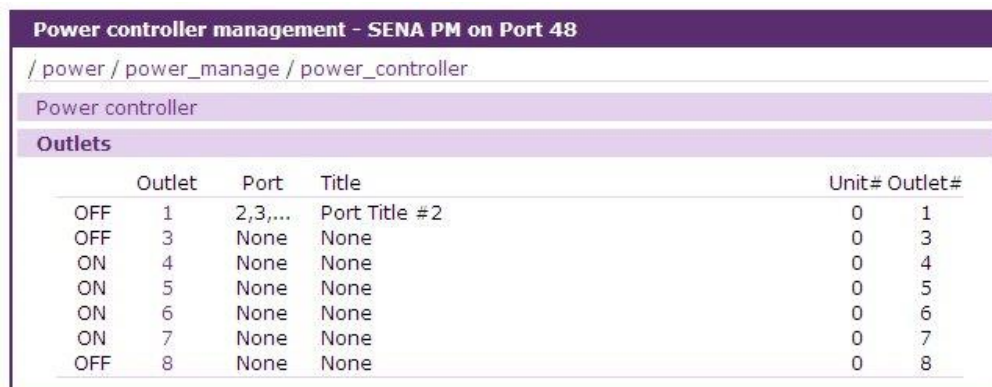 Power controller management - SENA PM on Port 48
/ power / power_manage / power_controller
Power controller
Outlets
Outlet Port Title Unit# Outlet#
OFF 1 2,3,... Port Title #2 0 1
OFF 3 None None 0 3
ON 4 None None 0 4
ON 5 None None 0 5
ON 6 None None 0 6
ON 7 None None 0 7
OFF 8 None None 0 8